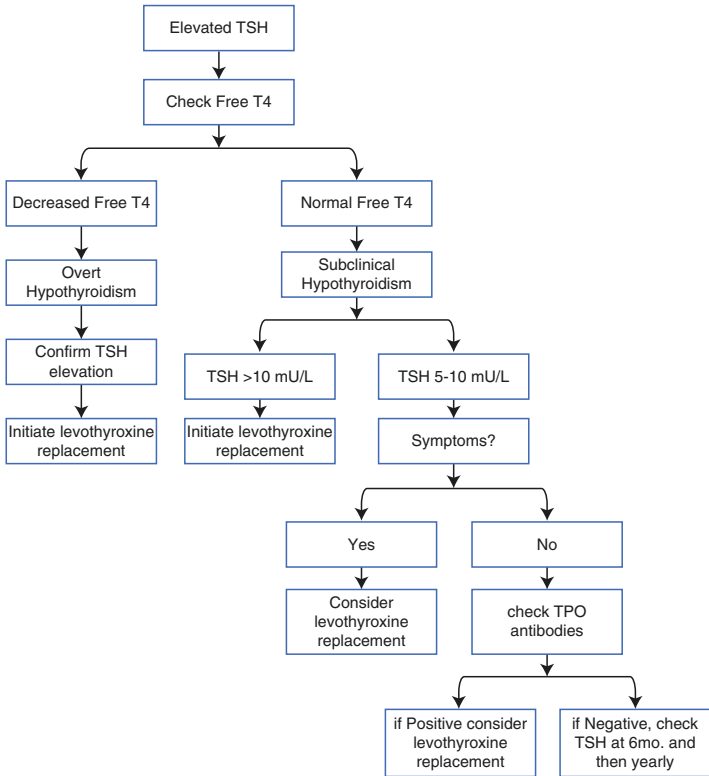 Elevated TSH
Check Free T4
Decreased Free T4
Normal Free T4
Overt
Hypothyroidism
Subclinical
Hypothyroidism
Confirm TSH
elevation
TSH >10 mU/L
TSH 5-10 mU/L
Initiate levothyroxine
replacement
Initiate levothyroxine
replacement
Symptoms?
Yes
No
Consider
levothyroxine
replacement
check TPO
antibodies
if Positive consider
levothyroxine
replacement
if Negative, check
TSH at 6mo. and
then yearly